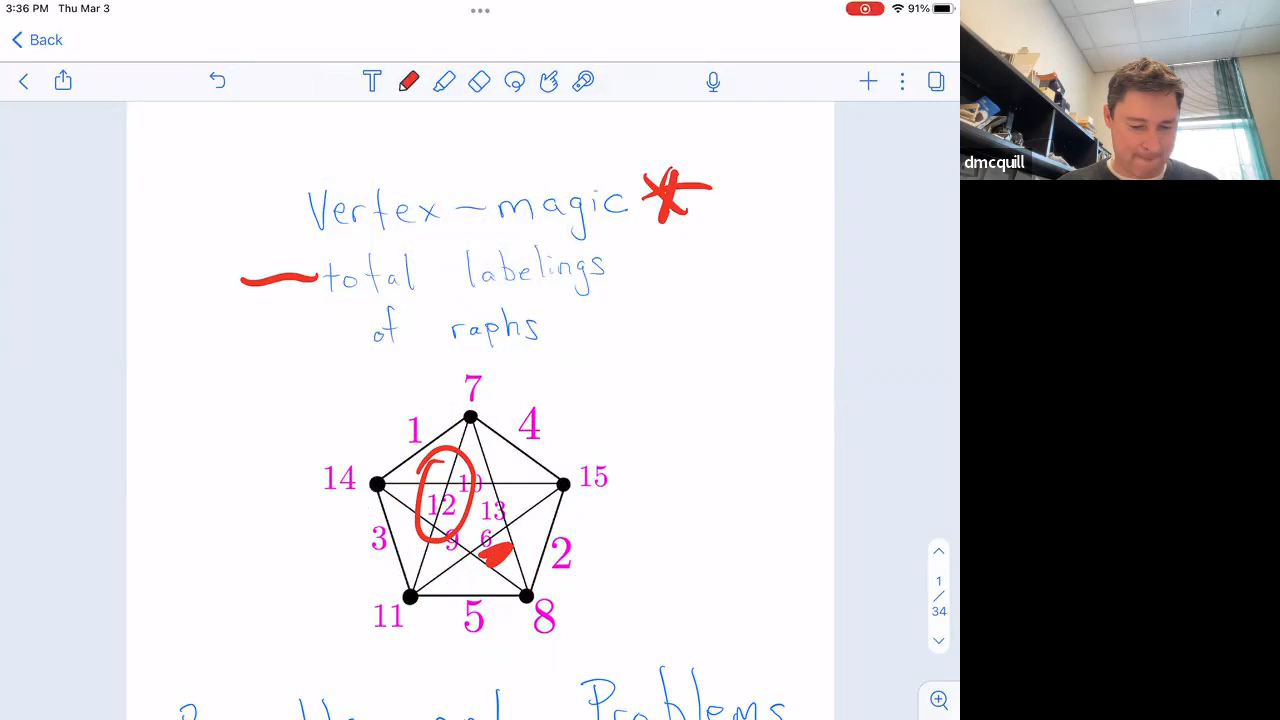 3:36 PM Thu Mar 3
91%
Back
T
dmcquill
Vertex-magic *
total labelings
of raphs
7
1
4
14
10
15
12
13
3
9
6
2
11
5
8
1
/
34
Problems